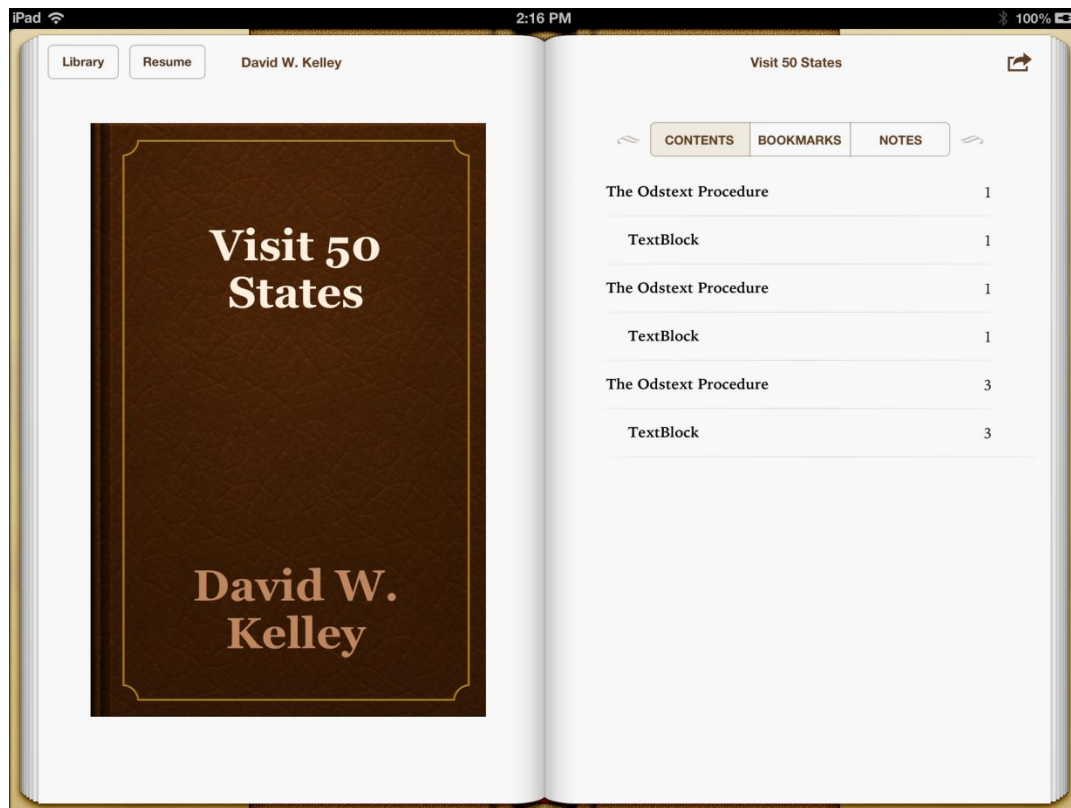 iPad 2:16 PM 100%
Library Resume David W. Kelley Visit 50 States
Visit 50
States
David W.
Kelley
CONTENTS BOOKMARKS NOTES
The Odstext Procedure 1
TextBlock 1
The Odstext Procedure 1
TextBlock 1
The Odstext Procedure 3
TextBlock 3